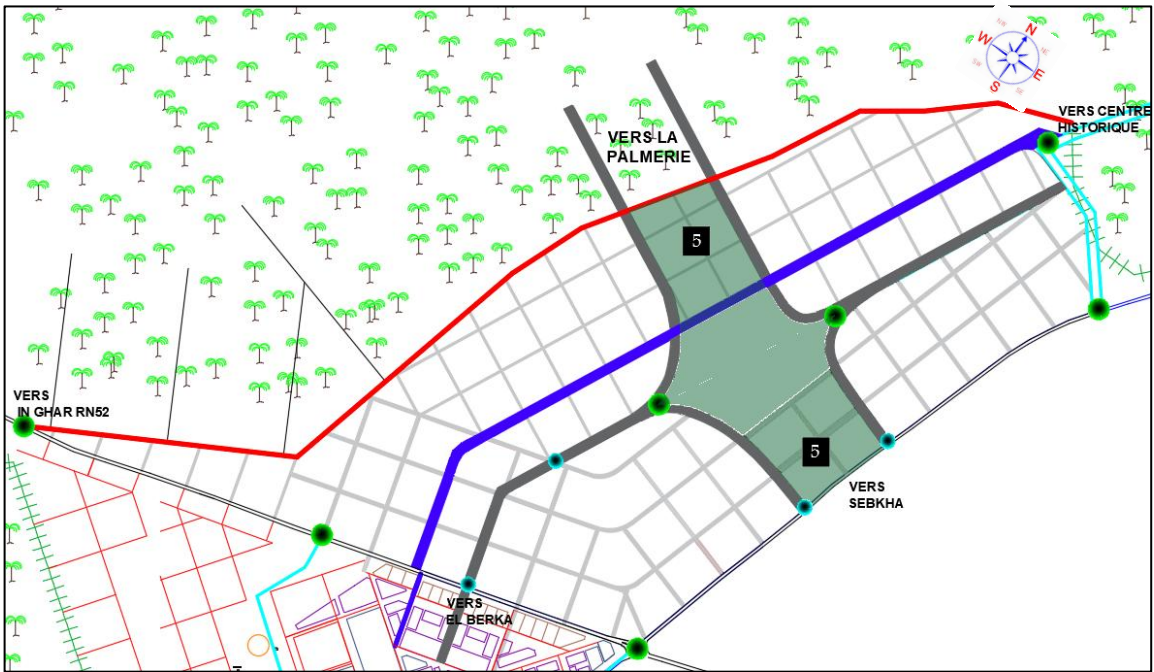 N
W
E
S
VERS CENTRE
HISTORIQUE
VERS LA
PALMERIE
5
VERS
IN GHAR RN52
5
VERS
SEBKHA
VERS
EL BERKA